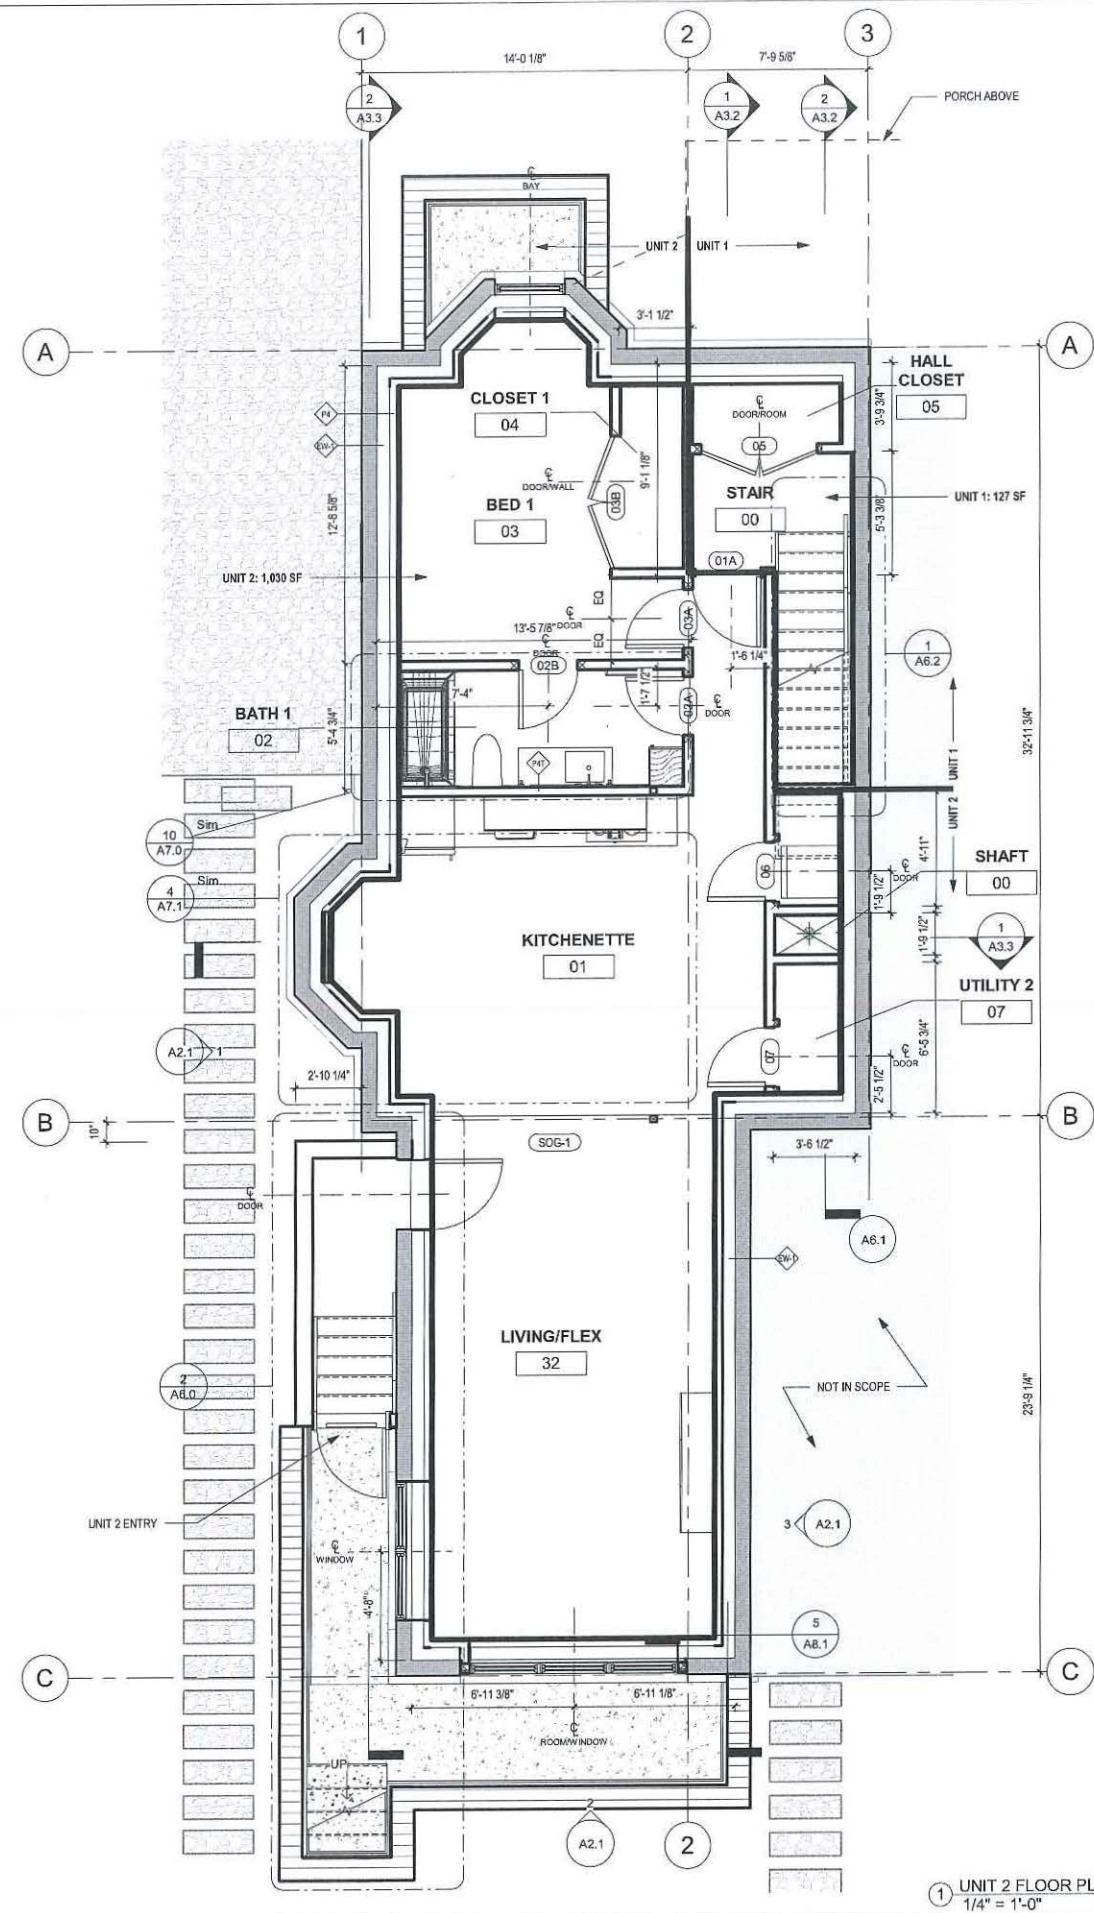 1
2
3
14'-0 1/8"
7'-9 5/8"
2
A3.3
1
A3.2
2
A3.2
PORCH ABOVE
℄
BAY
UNIT 2
UNIT 1
3'-1 1/2"
A
A
HALL
CLOSET
05
CLOSET 1
04
℄
DOOR/ROOM
05
3'-9 3/4"
P4
EW-1
℄
DOOR/WALL
03B
9'-1 1/8"
STAIR
00
UNIT 1: 127 SF
5'-3 3/8"
BED 1
03
12'-8 5/8"
01A
UNIT 2: 1,030 SF
EQ
℄
DOOR
13'-5 7/8"
03A
EQ
℄
DOOR
02B
1'-6 1/4"
1
A6.2
7'-4"
1'-7 1/2"
02A
℄
DOOR
BATH 1
02
5'-4 3/4"
P4T
UNIT 1
UNIT 2
32'-11 3/4"
10
A7.0
Sim
4
A7.1
Sim
06
℄
DOOR
4'-11"
1'-9 1/2"
SHAFT
00
KITCHENETTE
01
1'-9 1/2"
1
A3.3
UTILITY 2
07
A2.1
1
07
℄
DOOR
6'-5 3/4"
2'-5 1/2"
2'-10 1/4"
B
10"
B
SOG-1
3'-6 1/2"
℄
DOOR
A6.1
EW-1
LIVING/FLEX
32
2
A6.0
NOT IN SCOPE
23'-9 1/4"
UNIT 2 ENTRY
℄
WINDOW
3
A2.1
4'-8"
5
A8.1
C
C
6'-11 3/8"
6'-11 1/8"
℄
ROOM/WINDOW
UP
2
A2.1
2
1
UNIT 2 FLOOR PL
1/4" = 1'-0"